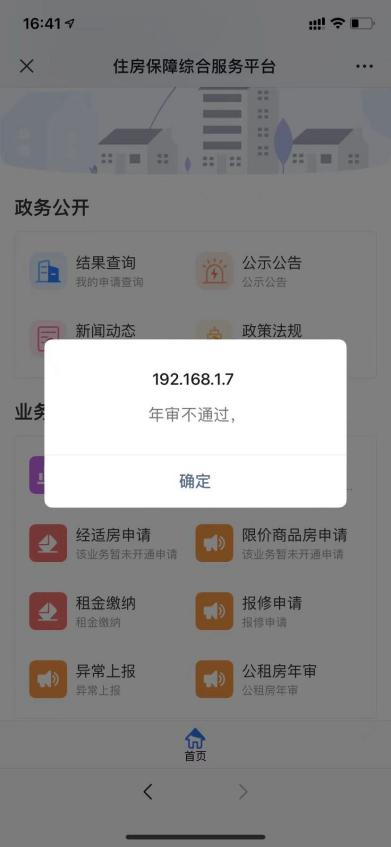 16:41
住房保障综合服务平台
政务公开
结果查询
我的申请查询
公示公告
公示公告
新闻动态
政策法规
192.168.1.7
年审不通过，
确定
业务
经适房申请
该业务暂未开通申请
限价商品房申请
该业务暂未开通申请
租金缴纳
租金缴纳
报修申请
报修申请
异常上报
异常上报
公租房年审
公租房年审
首页